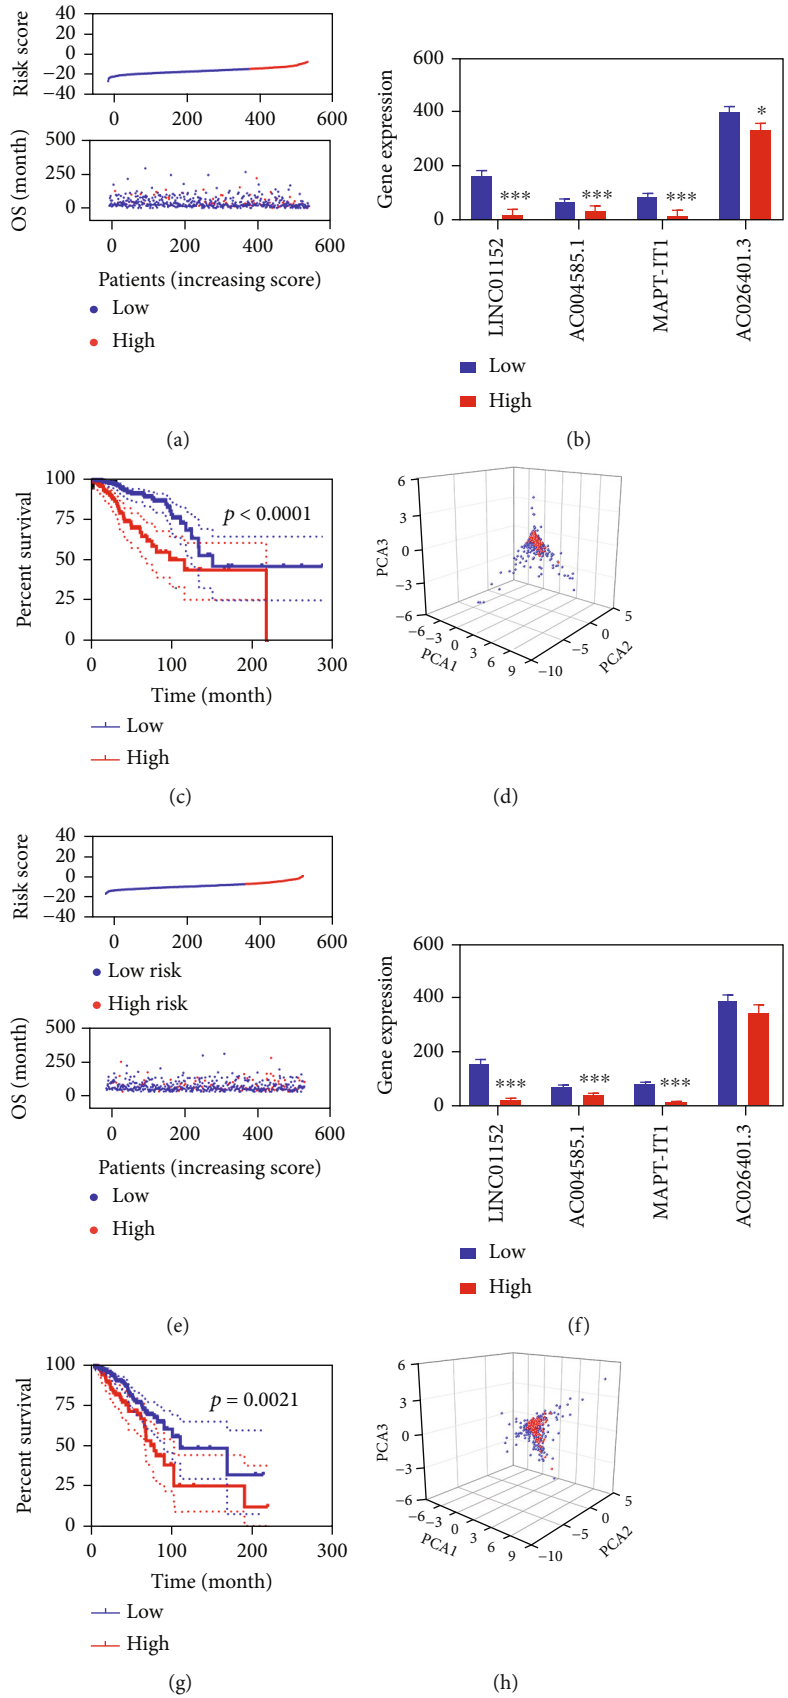 Risk score
40
20
0
−20
−40
0 200 400 600
OS (month)
500
250
0
0 200 400 600
Patients (increasing score)
Low
High
(a)
Gene expression
600
400
200
0
*** *** *** *
LINC01152
AC004585.1
MAPT-IT1
AC026401.3
Low
High
(b)
Percent survival
100
75
50
25
0
p < 0.0001
0 100 200 300
Time (month)
Low
High
(c)
PCA3
6
3
0
−3
−6
−6 −3 0 3 6 9
PCA1
−10 −5 0 5
PCA2
(d)
Risk score
40
20
0
−20
−40
0 200 400 600
Low risk
High risk
OS (month)
500
250
0
0 200 400 600
Patients (increasing score)
Low
High
(e)
Gene expression
600
400
200
0
*** *** ***
LINC01152
AC004585.1
MAPT-IT1
AC026401.3
Low
High
(f)
Percent survival
100
75
50
25
0
p = 0.0021
0 100 200 300
Time (month)
Low
High
(g)
PCA3
6
3
0
−3
−6
−6 −3 0 3 6 9
PCA1
−10 −5 0 5
PCA2
(h)